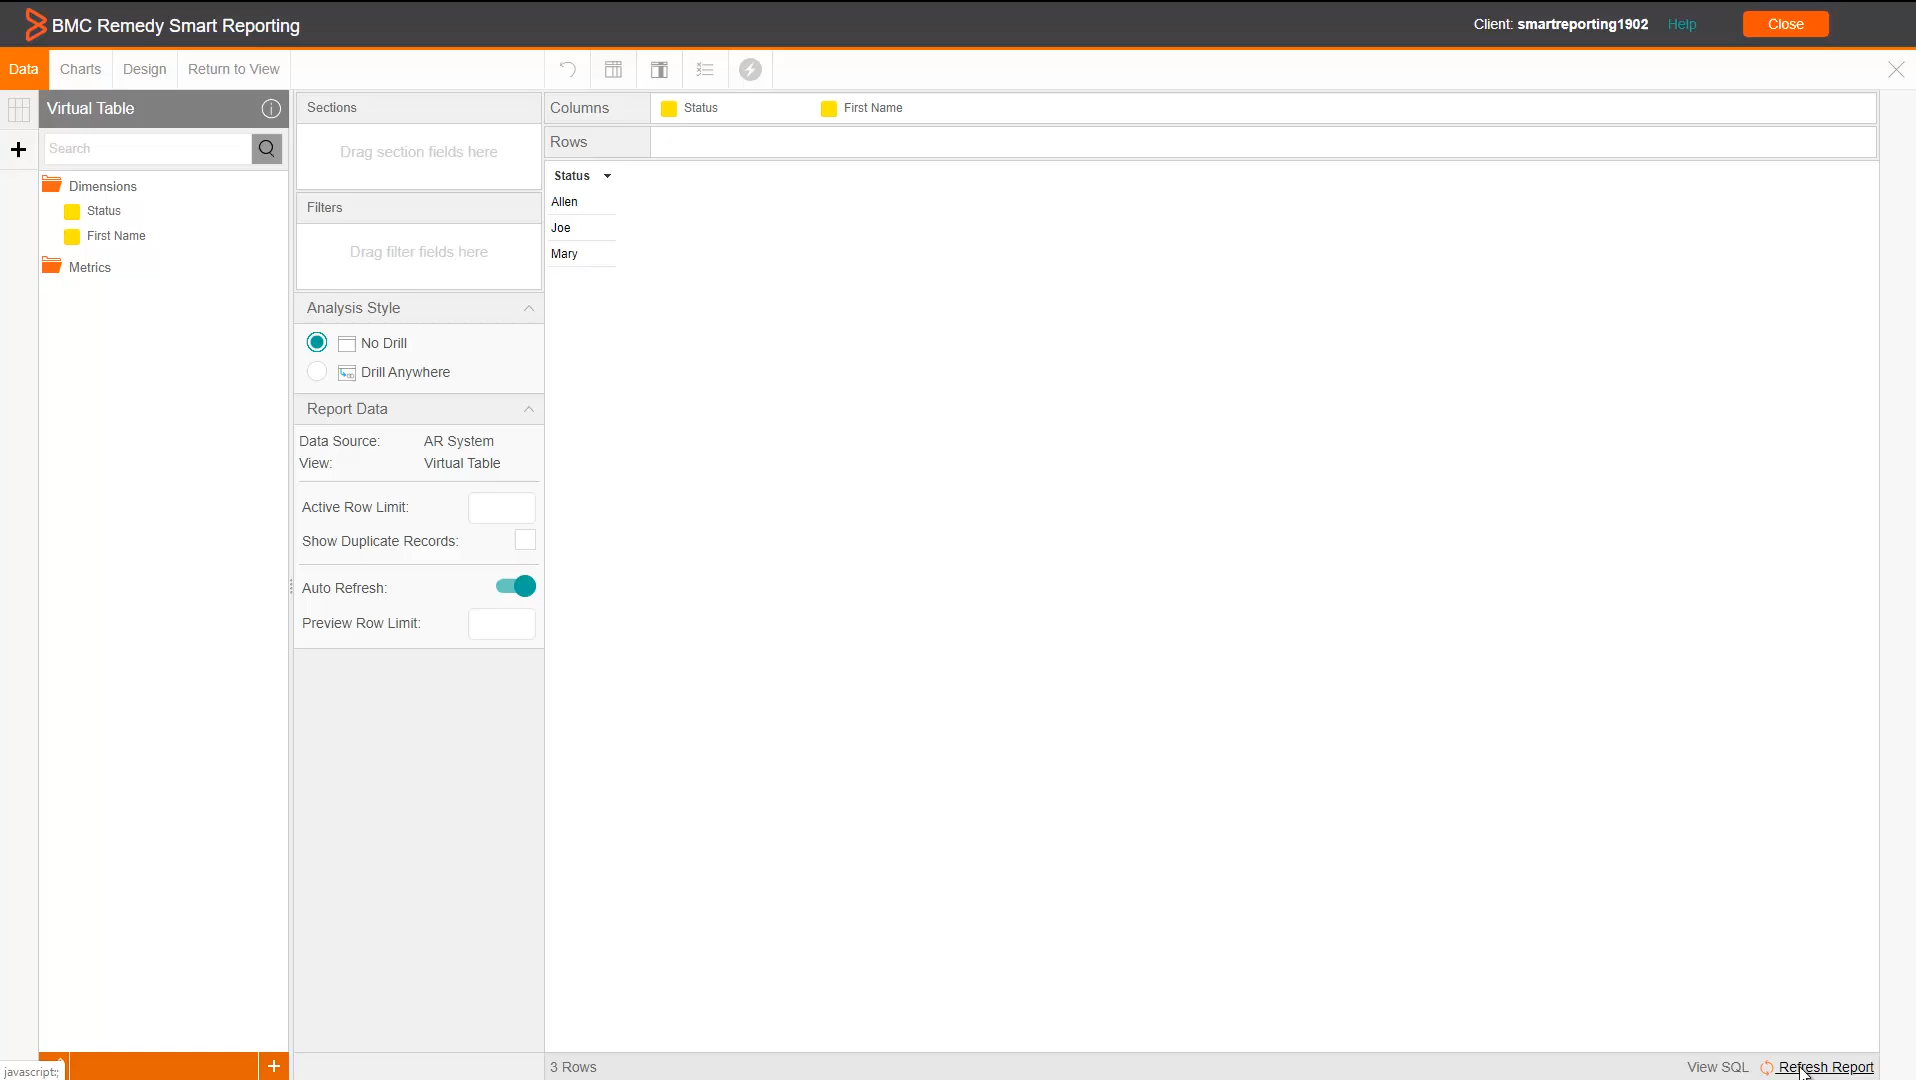 BMC Remedy Smart Reporting
Client: smartreporting1902 Help Close
Data Charts Design Return to View
Virtual Table
Search
Dimensions
Status
First Name
Metrics
Sections
Drag section fields here
Filters
Drag filter fields here
Analysis Style
No Drill
Drill Anywhere
Report Data
Data Source: AR System
View: Virtual Table
Active Row Limit:
Show Duplicate Records:
Auto Refresh:
Preview Row Limit:
Columns Status First Name
Rows
Status
Allen
Joe
Mary
3 Rows
View SQL Refresh Report
javascript:;